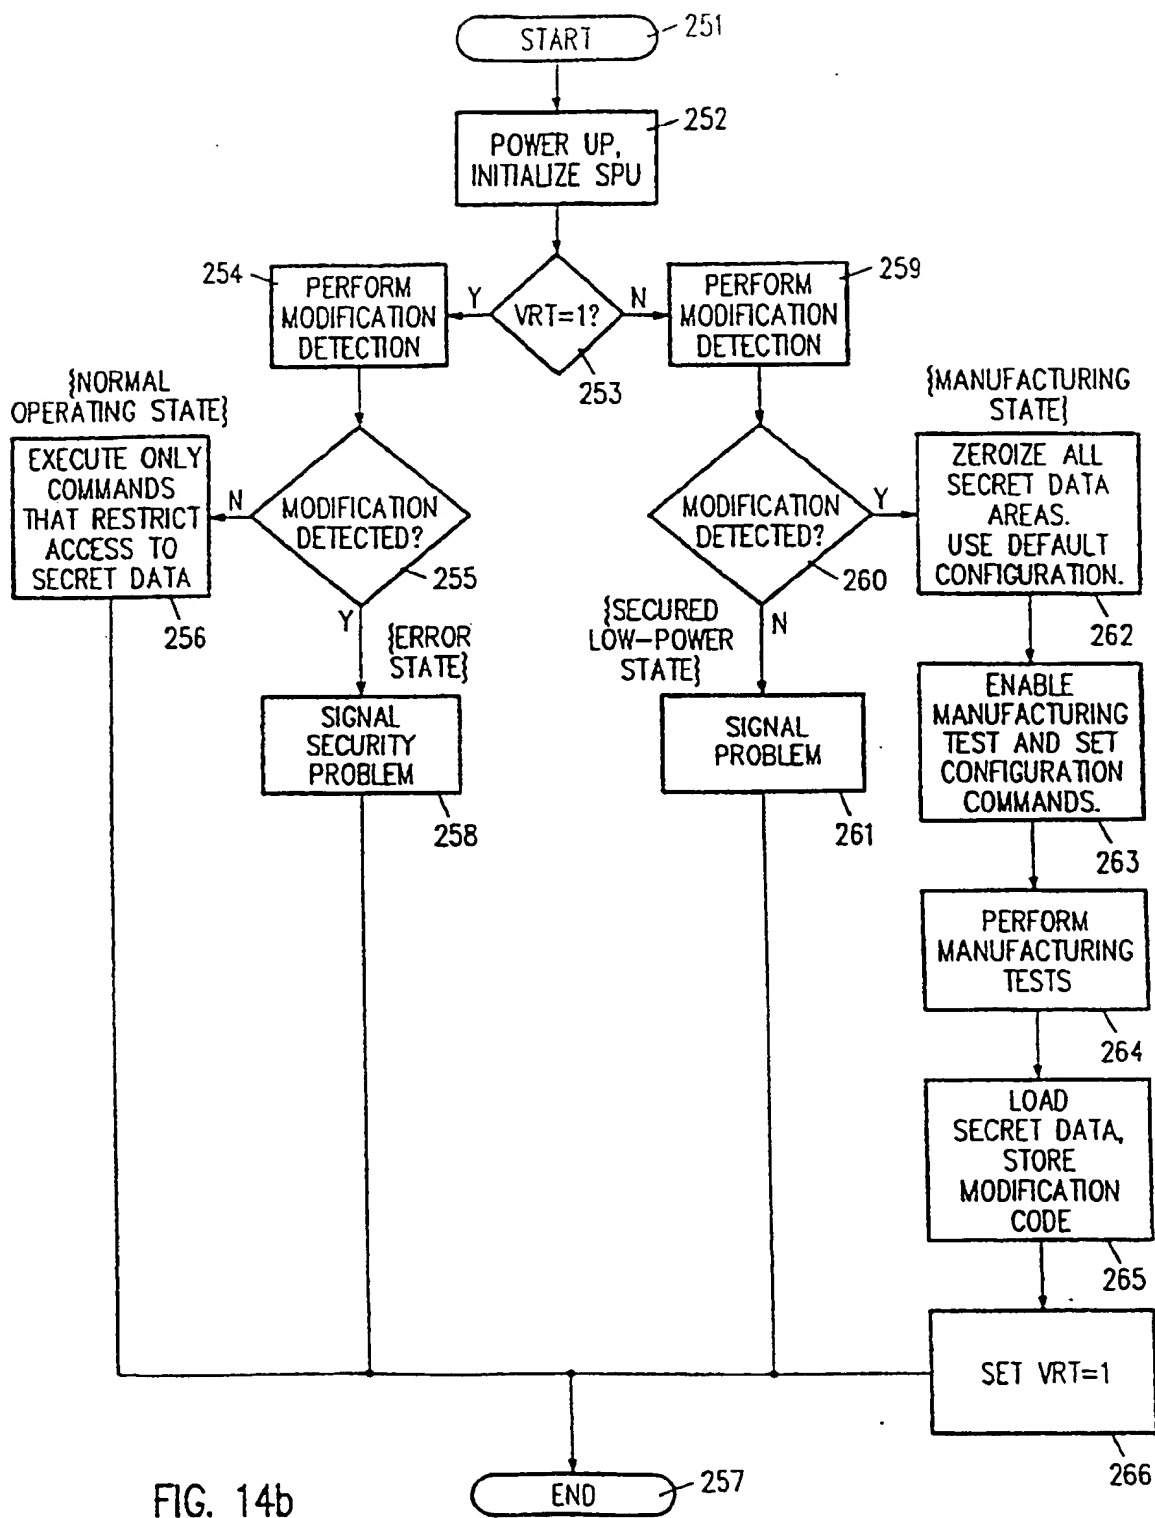 START
251
POWER UP,
INITIALIZE SPU
252
254
PERFORM
MODIFICATION
DETECTION
Y
VRT=1?
N
253
PERFORM
MODIFICATION
DETECTION
259
{NORMAL
OPERATING STATE}
EXECUTE ONLY
COMMANDS
THAT RESTRICT
ACCESS TO
SECRET DATA
256
N
MODIFICATION
DETECTED?
255
Y
{ERROR
STATE}
SIGNAL
SECURITY
PROBLEM
258
MODIFICATION
DETECTED?
260
Y
N
{SECURED
LOW-POWER
STATE}
SIGNAL
PROBLEM
261
{MANUFACTURING
STATE}
ZEROIZE ALL
SECRET DATA
AREAS.
USE DEFAULT
CONFIGURATION.
262
ENABLE
MANUFACTURING
TEST AND SET
CONFIGURATION
COMMANDS.
263
PERFORM
MANUFACTURING
TESTS
264
LOAD
SECRET DATA,
STORE
MODIFICATION
CODE
265
SET VRT=1
266
END
257
FIG. 14b